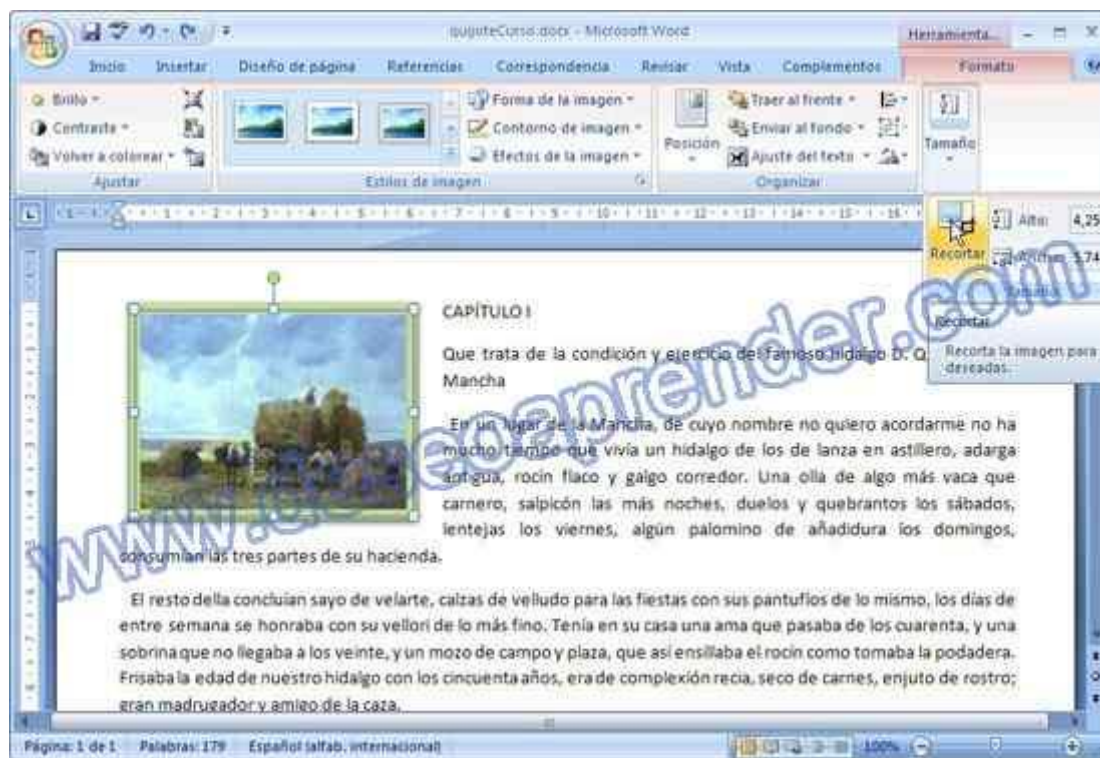 quijoteCurso.docx - Microsoft Word
Herramienta...
Inicio Insertar Diseño de página Referencias Correspondencia Revisar Vista Complementos Formato
Brillo
Contraste
Volver a colorear
Ajustar
Estilos de imagen
Forma de la imagen
Contorno de imagen
Efectos de la imagen
Posición
Traer al frente
Enviar al fondo
Ajuste del texto
Organizar
Tamaño
Recortar
Alto: 4,25
Ancho: 5,74
Tamaño
Recortar
Recorta la imagen para
deseadas.
CAPÍTULO I
Que trata de la condición y ejercicio del famoso hidalgo D. Q
Mancha
En un lugar de la Mancha, de cuyo nombre no quiero acordarme no ha
mucho tiempo que vivía un hidalgo de los de lanza en astillero, adarga
antigua, rocín flaco y galgo corredor. Una olla de algo más vaca que
carnero, salpicón las más noches, duelos y quebrantos los sábados,
lentejas los viernes, algún palomino de añadidura los domingos,
consumían las tres partes de su hacienda.
El resto della concluían sayo de velarte, calzas de velludo para las fiestas con sus pantuflos de lo mismo, los días de
entre semana se honraba con su vellori de lo más fino. Tenía en su casa una ama que pasaba de los cuarenta, y una
sobrina que no llegaba a los veinte, y un mozo de campo y plaza, que así ensillaba el rocín como tomaba la podadera.
Frisaba la edad de nuestro hidalgo con los cincuenta años, era de complexión recia, seco de carnes, enjuto de rostro;
gran madrugador y amigo de la caza.
Página: 1 de 1 Palabras: 179 Español (alfab. internacional) 100%